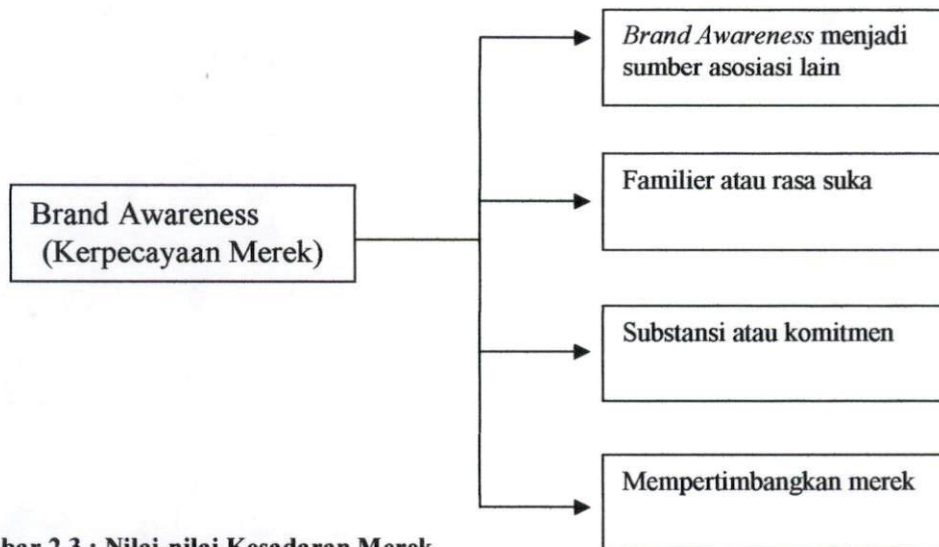 Brand Awareness menjadi
sumber asosiasi lain
Familier atau rasa suka
Brand Awareness
(Kerpecayaan Merek)
Substansi atau komitmen
Mempertimbangkan merek
bar 2.3 : Nilai-nilai Kesadaran Merek